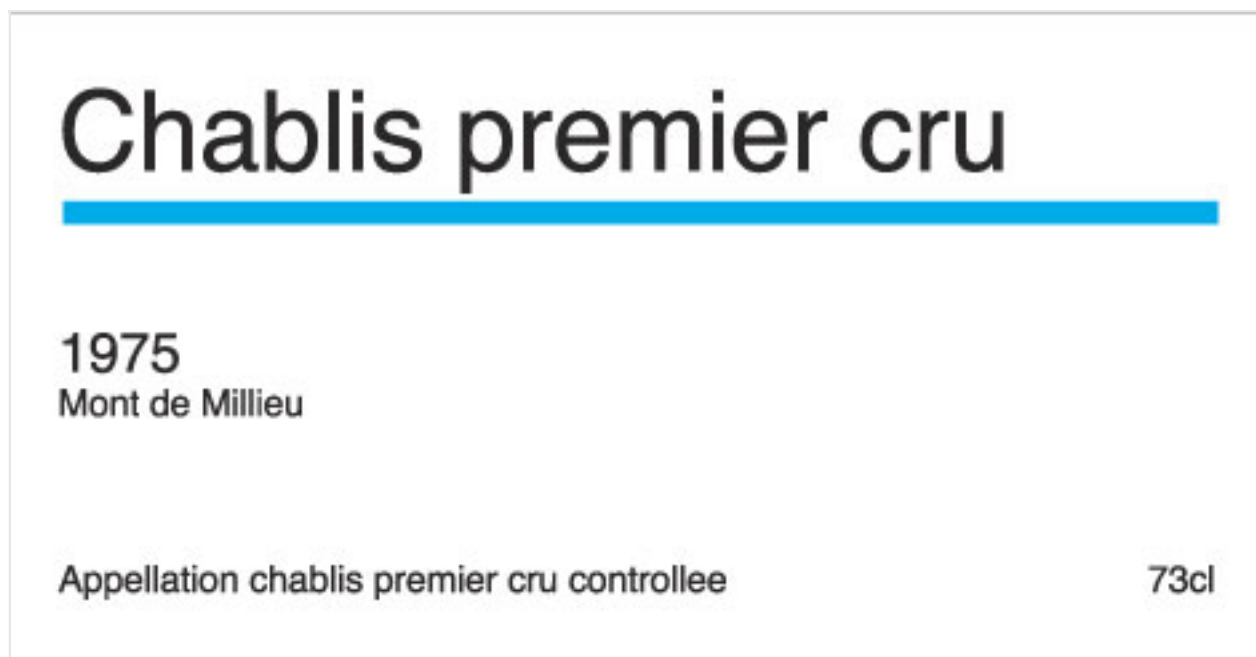 Chablis premier cru
1975
Mont de Millieu
Appellation chablis premier cru controllee 73cl